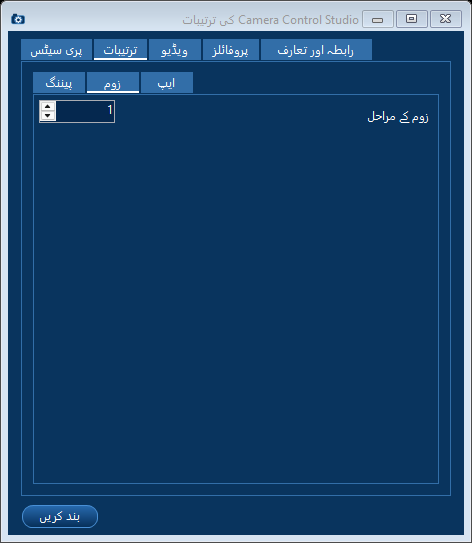 Camera Control Studio کی ترتیبات
پری سیٹس
ترتیبات
ویڈیو
پروفائلز
رابطہ اور تعارف
پیننگ
زوم
ایپ
زوم کے مراحل
1
بند کریں